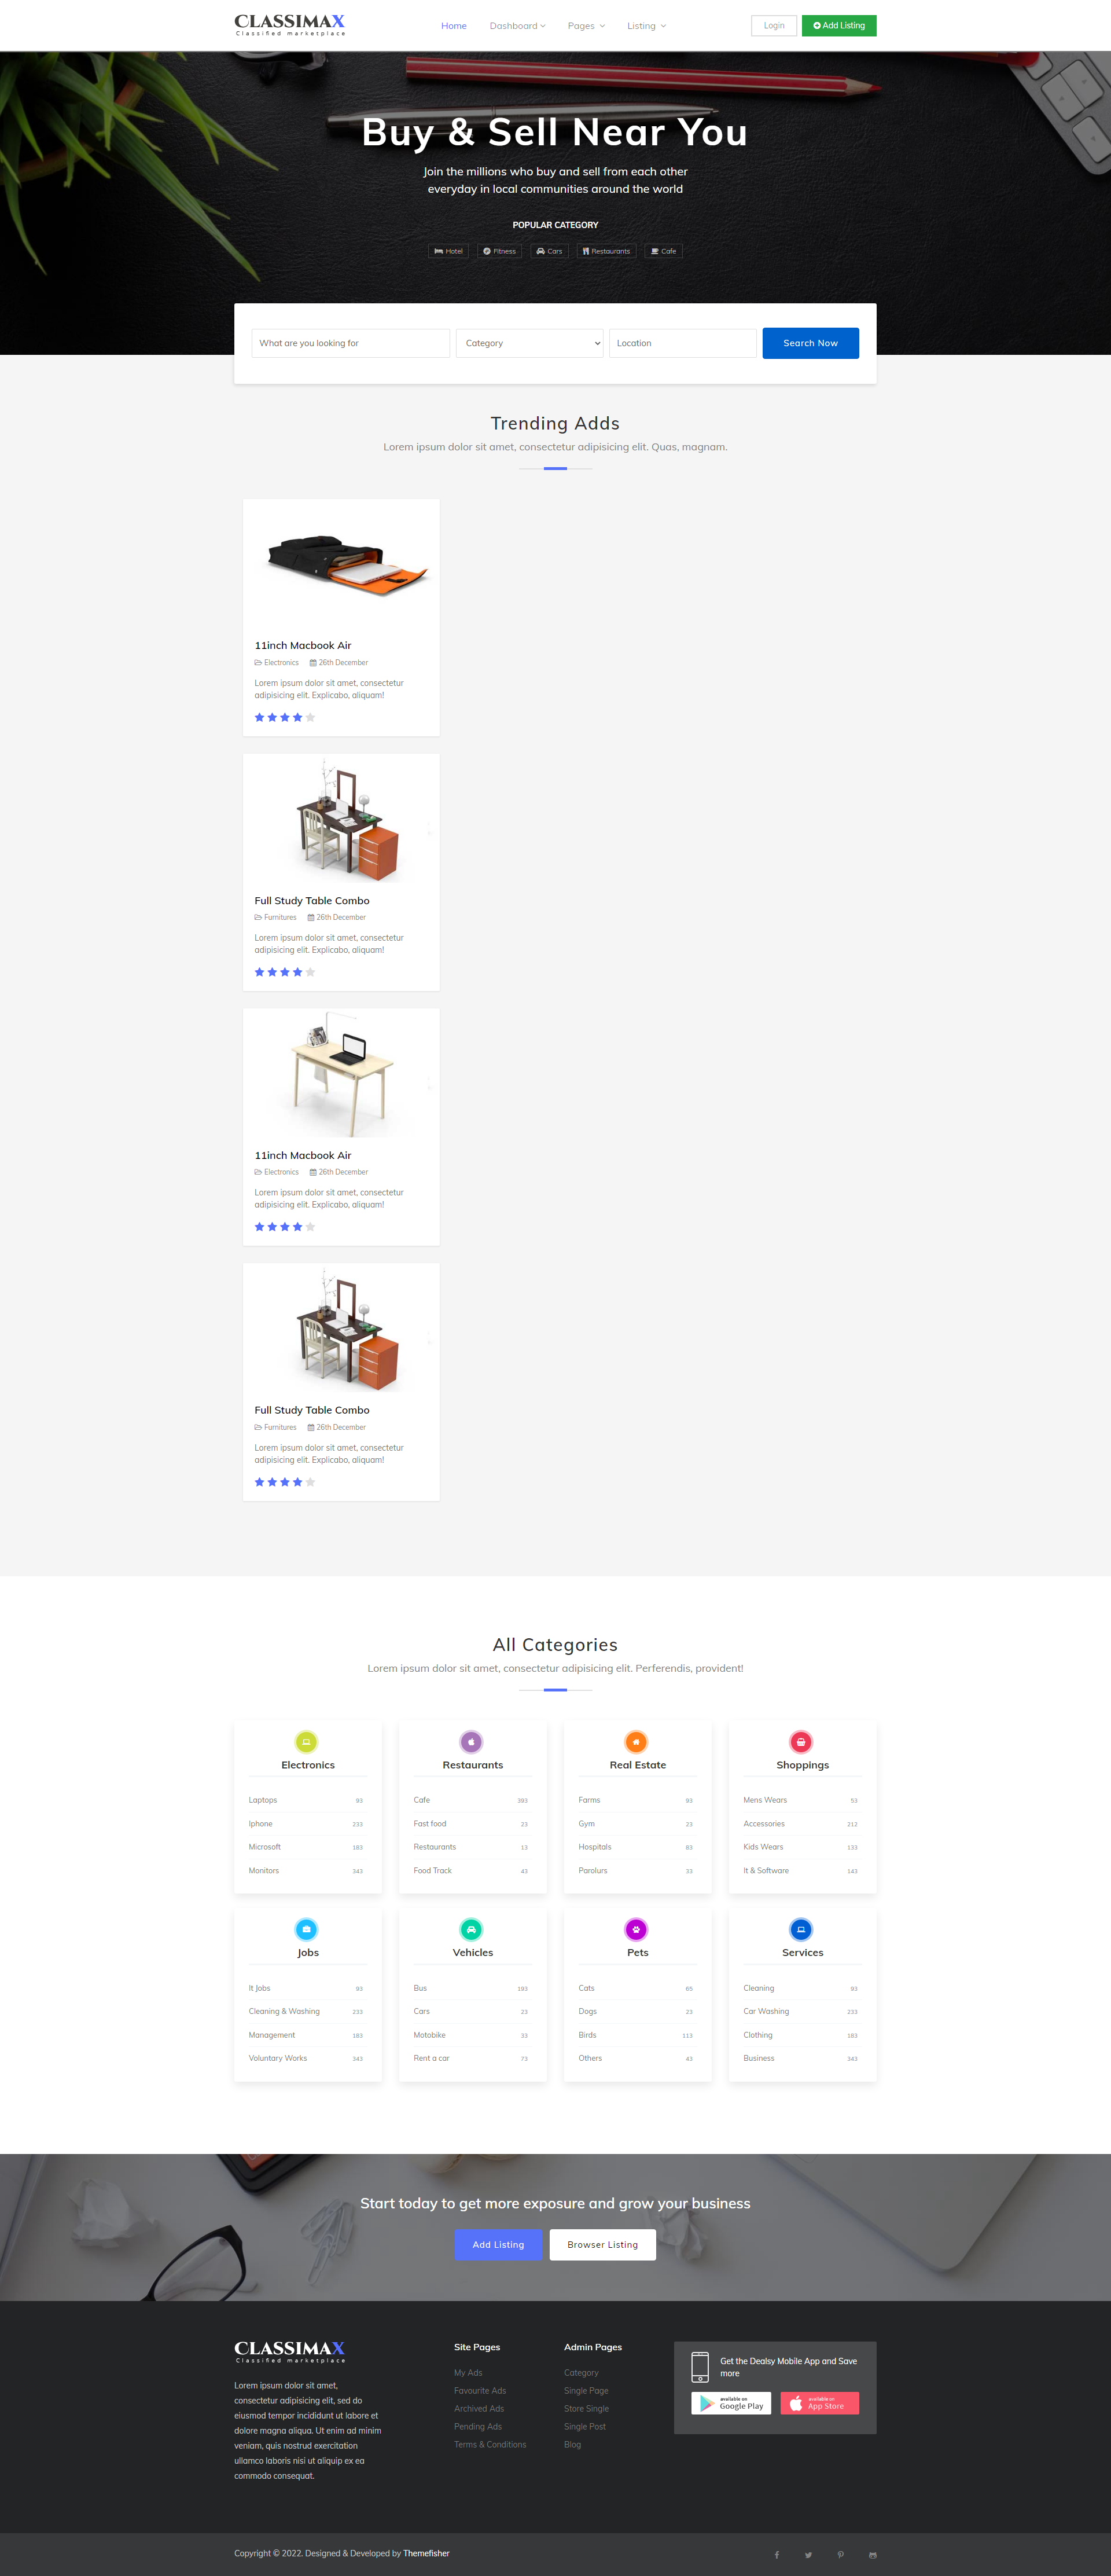 CLASSIMAX
Classified marketplace
Home
Dashboard
Pages
Listing
Login
Add Listing
Buy & Sell Near You
Join the millions who buy and sell from each other
everyday in local communities around the world
POPULAR CATEGORY
Hotel
Fitness
Cars
Restaurants
Cafe
What are you looking for
Category
Location
Search Now
Trending Adds
Lorem ipsum dolor sit amet, consectetur adipisicing elit. Quas, magnam.
11inch Macbook Air
Electronics
26th December
Lorem ipsum dolor sit amet, consectetur
adipisicing elit. Explicabo, aliquam!
Full Study Table Combo
Furnitures
26th December
Lorem ipsum dolor sit amet, consectetur
adipisicing elit. Explicabo, aliquam!
11inch Macbook Air
Electronics
26th December
Lorem ipsum dolor sit amet, consectetur
adipisicing elit. Explicabo, aliquam!
Full Study Table Combo
Furnitures
26th December
Lorem ipsum dolor sit amet, consectetur
adipisicing elit. Explicabo, aliquam!
All Categories
Lorem ipsum dolor sit amet, consectetur adipisicing elit. Perferendis, provident!
Electronics
Laptops 93
Iphone 233
Microsoft 183
Monitors 343
Restaurants
Cafe 393
Fast food 23
Restaurants 13
Food Track 43
Real Estate
Farms 93
Gym 23
Hospitals 83
Parolurs 33
Shoppings
Mens Wears 53
Accessories 212
Kids Wears 133
It & Software 143
Jobs
It Jobs 93
Cleaning & Washing 233
Management 183
Voluntary Works 343
Vehicles
Bus 193
Cars 23
Motobike 33
Rent a car 73
Pets
Cats 65
Dogs 23
Birds 113
Others 43
Services
Cleaning 93
Car Washing 233
Clothing 183
Business 343
Start today to get more exposure and grow your business
Add Listing
Browser Listing
CLASSIMAX
Classified marketplace
Lorem ipsum dolor sit amet,
consectetur adipisicing elit, sed do
eiusmod tempor incididunt ut labore et
dolore magna aliqua. Ut enim ad minim
veniam, quis nostrud exercitation
ullamco laboris nisi ut aliquip ex ea
commodo consequat.
Site Pages
My Ads
Favourite Ads
Archived Ads
Pending Ads
Terms & Conditions
Admin Pages
Category
Single Page
Store Single
Single Post
Blog
Get the Dealsy Mobile App and Save
more
available on
Google Play
available on
App Store
Copyright © 2022. Designed & Developed by Themefisher